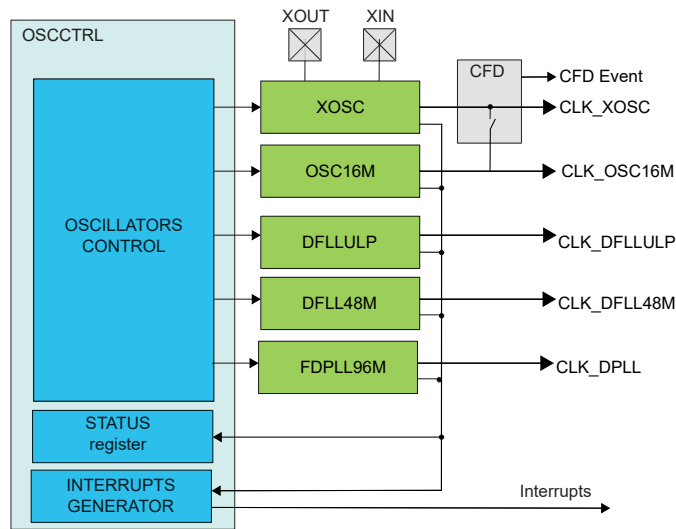 XOUT
XIN
OSCCTRL
CFD
CFD Event
XOSC
CLK_XOSC
OSC16M
CLK_OSC16M
OSCILLATORS
CONTROL
DFLLULP
CLK_DFLLULP
DFLL48M
CLK_DFLL48M
FDPLL96M
CLK_DPLL
STATUS
register
INTERRUPTS
GENERATOR
Interrupts